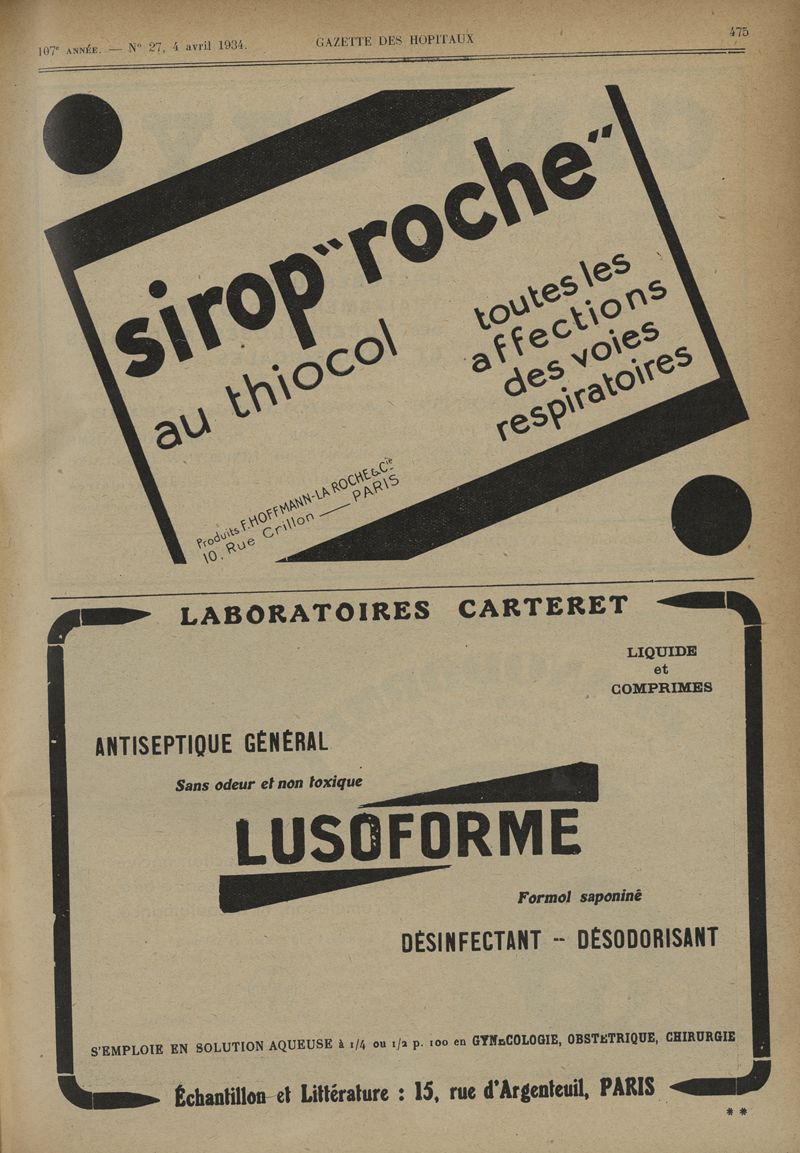 107e ANNÉE. — N° 27, 4 avril 1934.
GAZETTE DES HOPITAUX
475
sirop "roche"
au thiocol
toutes les
affections
des voies
respiratoires
Produits F. HOFFMANN-LA ROCHE & Cie
10, Rue Crillon — PARIS
LABORATOIRES CARTERET
LIQUIDE
et
COMPRIMES
ANTISEPTIQUE GÉNÉRAL
Sans odeur et non toxique
LUSOFORME
Formol saponiné
DÉSINFECTANT -- DÉSODORISANT
S'EMPLOIE EN SOLUTION AQUEUSE à 1/4 ou 1/2 p. 100 en GYNÉCOLOGIE, OBSTÉTRIQUE, CHIRURGIE
Échantillon et Littérature : 15, rue d'Argenteuil, PARIS
* *